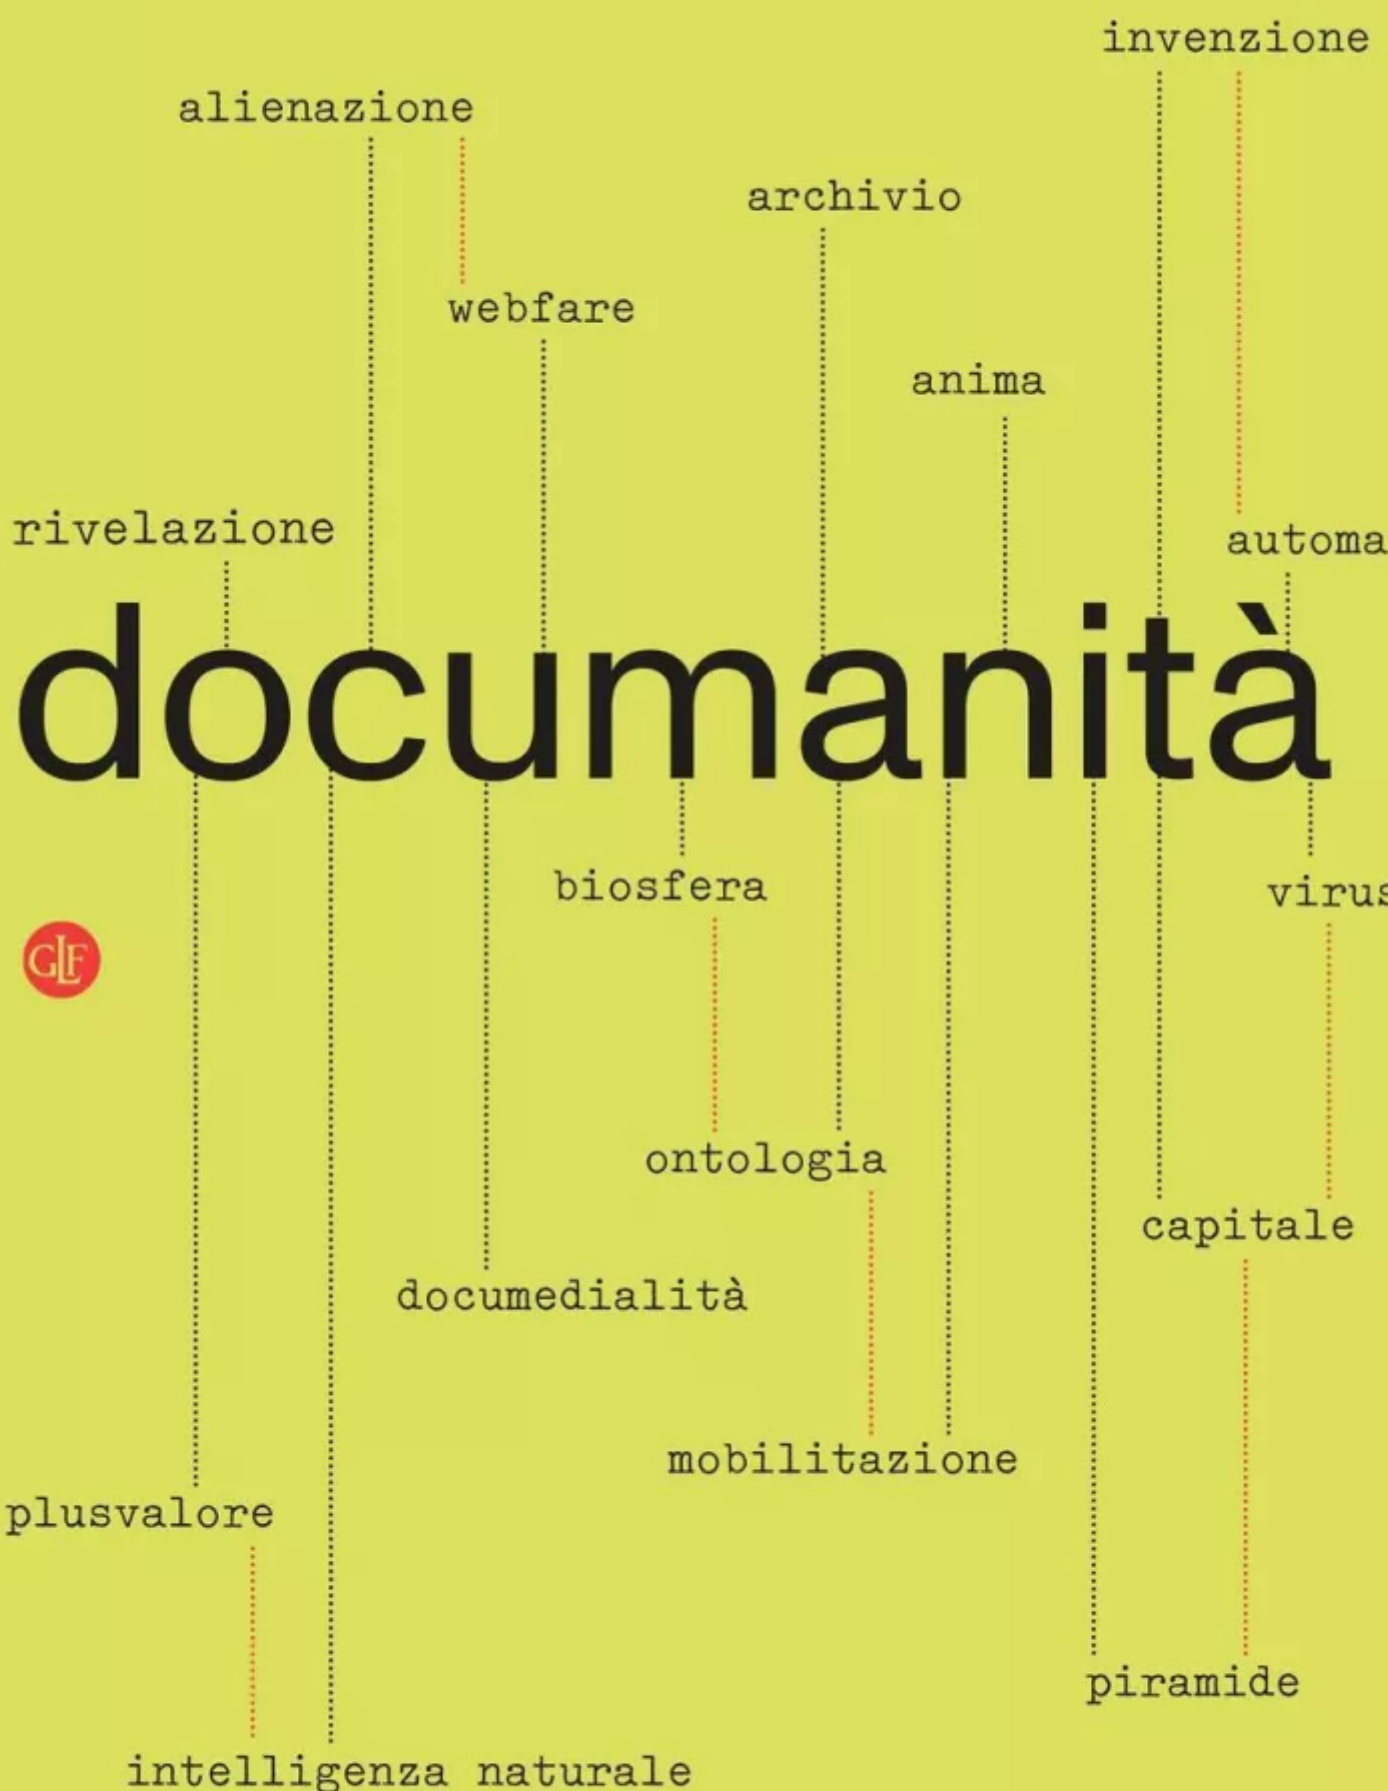 invenzione
alienazione
archivio
webfare
anima
rivelazione
automa
documanità
biosfera
virus
GLF
ontologia
capitale
documedialità
mobilitazione
plusvalore
piramide
intelligenza naturale